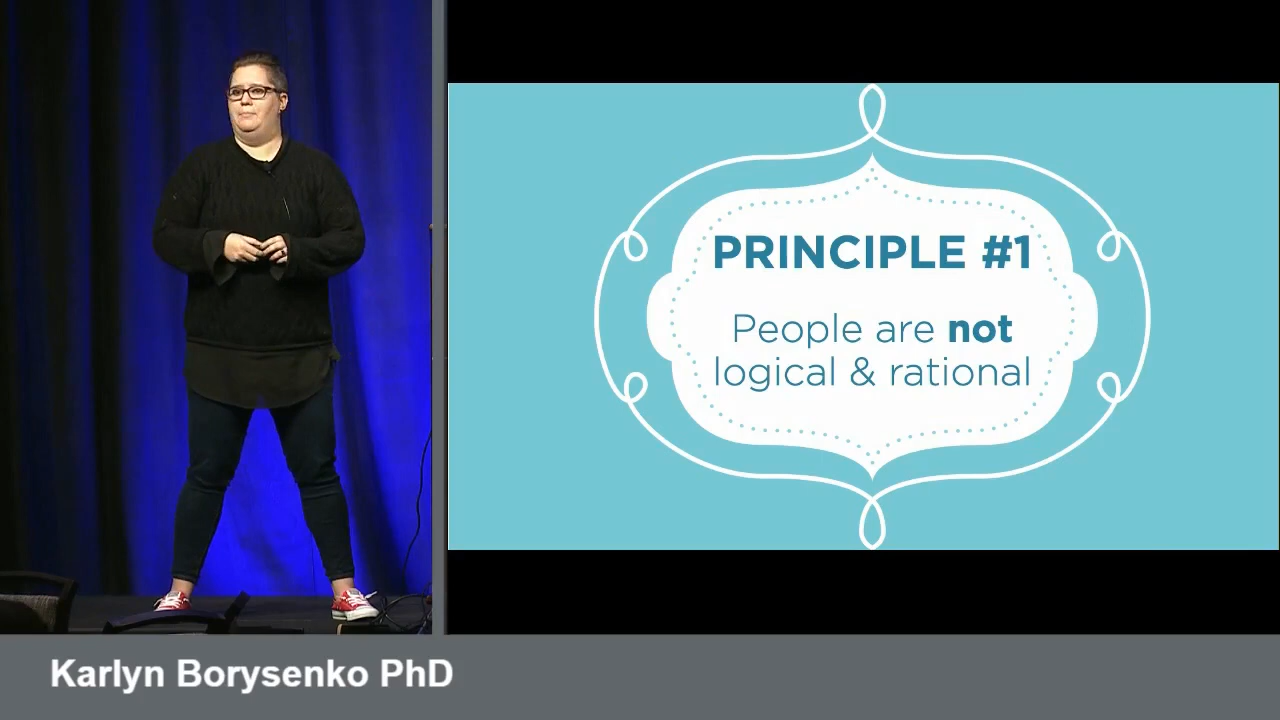 PRINCIPLE #1
People are not
logical & rational
Karlyn Borysenko PhD